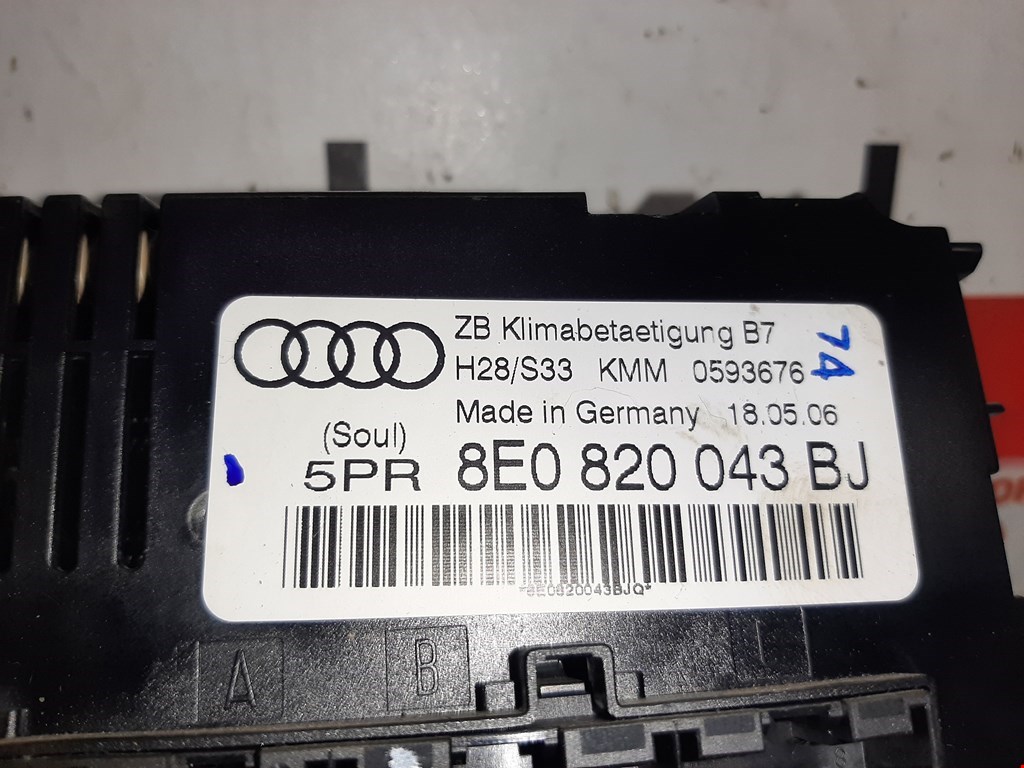 ZB Klimabetaetigung B7
H28/S33 KMM 0593676
74
Made in Germany 18.05.06
(Soul)
5PR 8E0 820 043 BJ
*8E0820043BJQ*
A
B